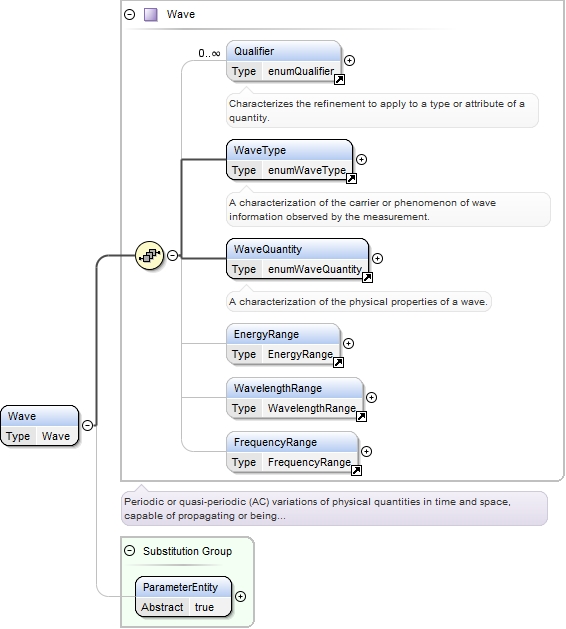 Wave
0..∞
Qualifier
Type enumQualifier
Characterizes the refinement to apply to a type or attribute of a
quantity.
WaveType
Type enumWaveType
A characterization of the carrier or phenomenon of wave
information observed by the measurement.
WaveQuantity
Type enumWaveQuantity
A characterization of the physical properties of a wave.
EnergyRange
Type EnergyRange
WavelengthRange
Type WavelengthRange
FrequencyRange
Type FrequencyRange
Wave
Type Wave
Periodic or quasi-periodic (AC) variations of physical quantities in time and space,
capable of propagating or being...
Substitution Group
ParameterEntity
Abstract true